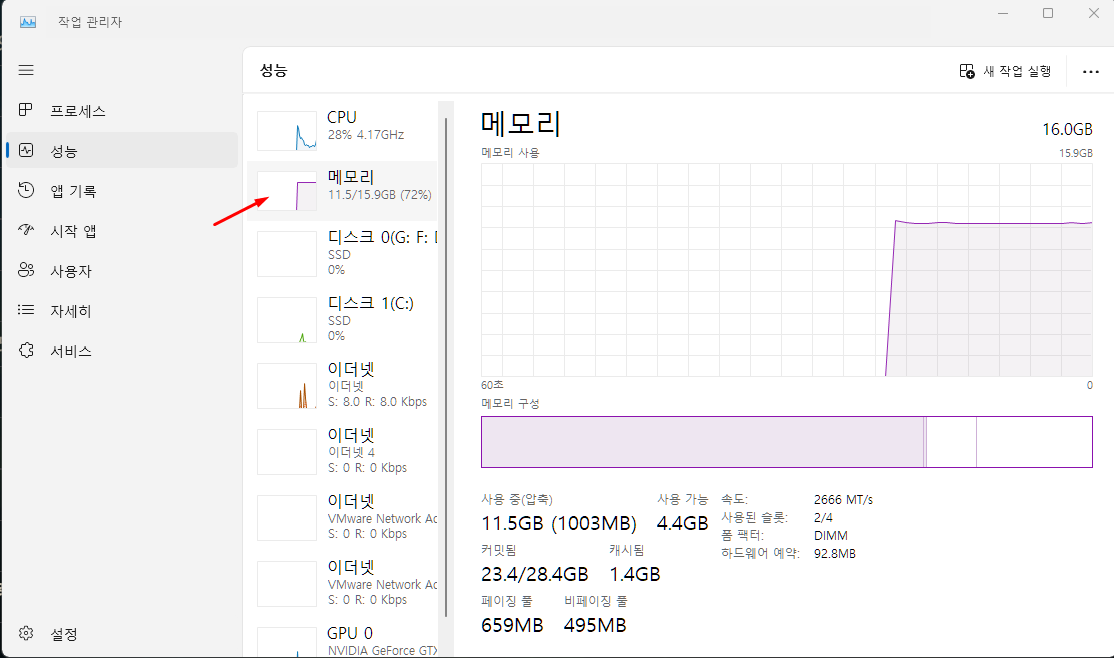 작업 관리자
성능
새 작업 실행
프로세스
성능
앱 기록
시작 앱
사용자
자세히
서비스
설정
CPU
28% 4.17GHz
메모리
11.5/15.9GB (72%)
디스크 0(G: F:
SSD
0%
디스크 1(C:)
SSD
0%
이더넷
이더넷
S: 8.0 R: 8.0 Kbps
이더넷
이더넷 4
S: 0 R: 0 Kbps
이더넷
VMware Network
S: 0 R: 0 Kbps
이더넷
VMware Network
S: 0 R: 0 Kbps
GPU 0
NVIDIA GeForce
메모리
16.0GB
메모리 사용
15.9GB
60초
0
메모리 구성
사용 중(압축)
11.5GB (1003MB)
사용 가능
4.4GB
커밋됨
23.4/28.4GB
캐시됨
1.4GB
페이징 풀
659MB
비페이징 풀
495MB
속도: 2666 MT/s
사용된 슬롯: 2/4
폼 팩터: DIMM
하드웨어 예약: 92.8MB